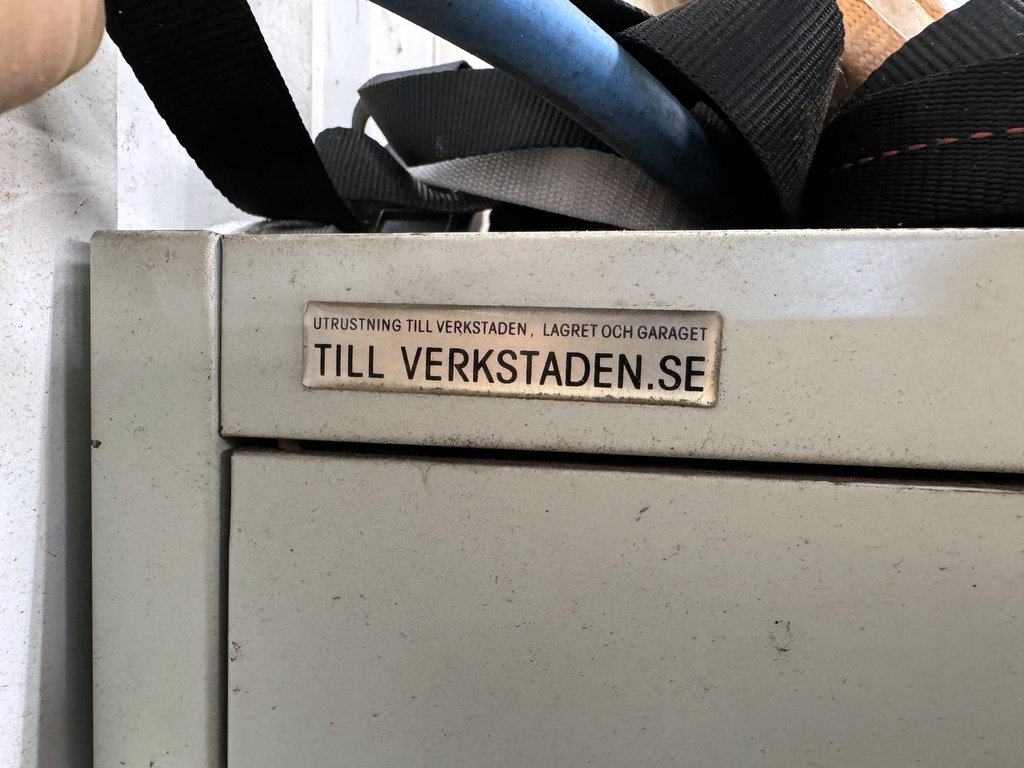 UTRUSTNING TILL VERKSTADEN, LAGRET OCH GARAGET
TILL VERKSTADEN.SE